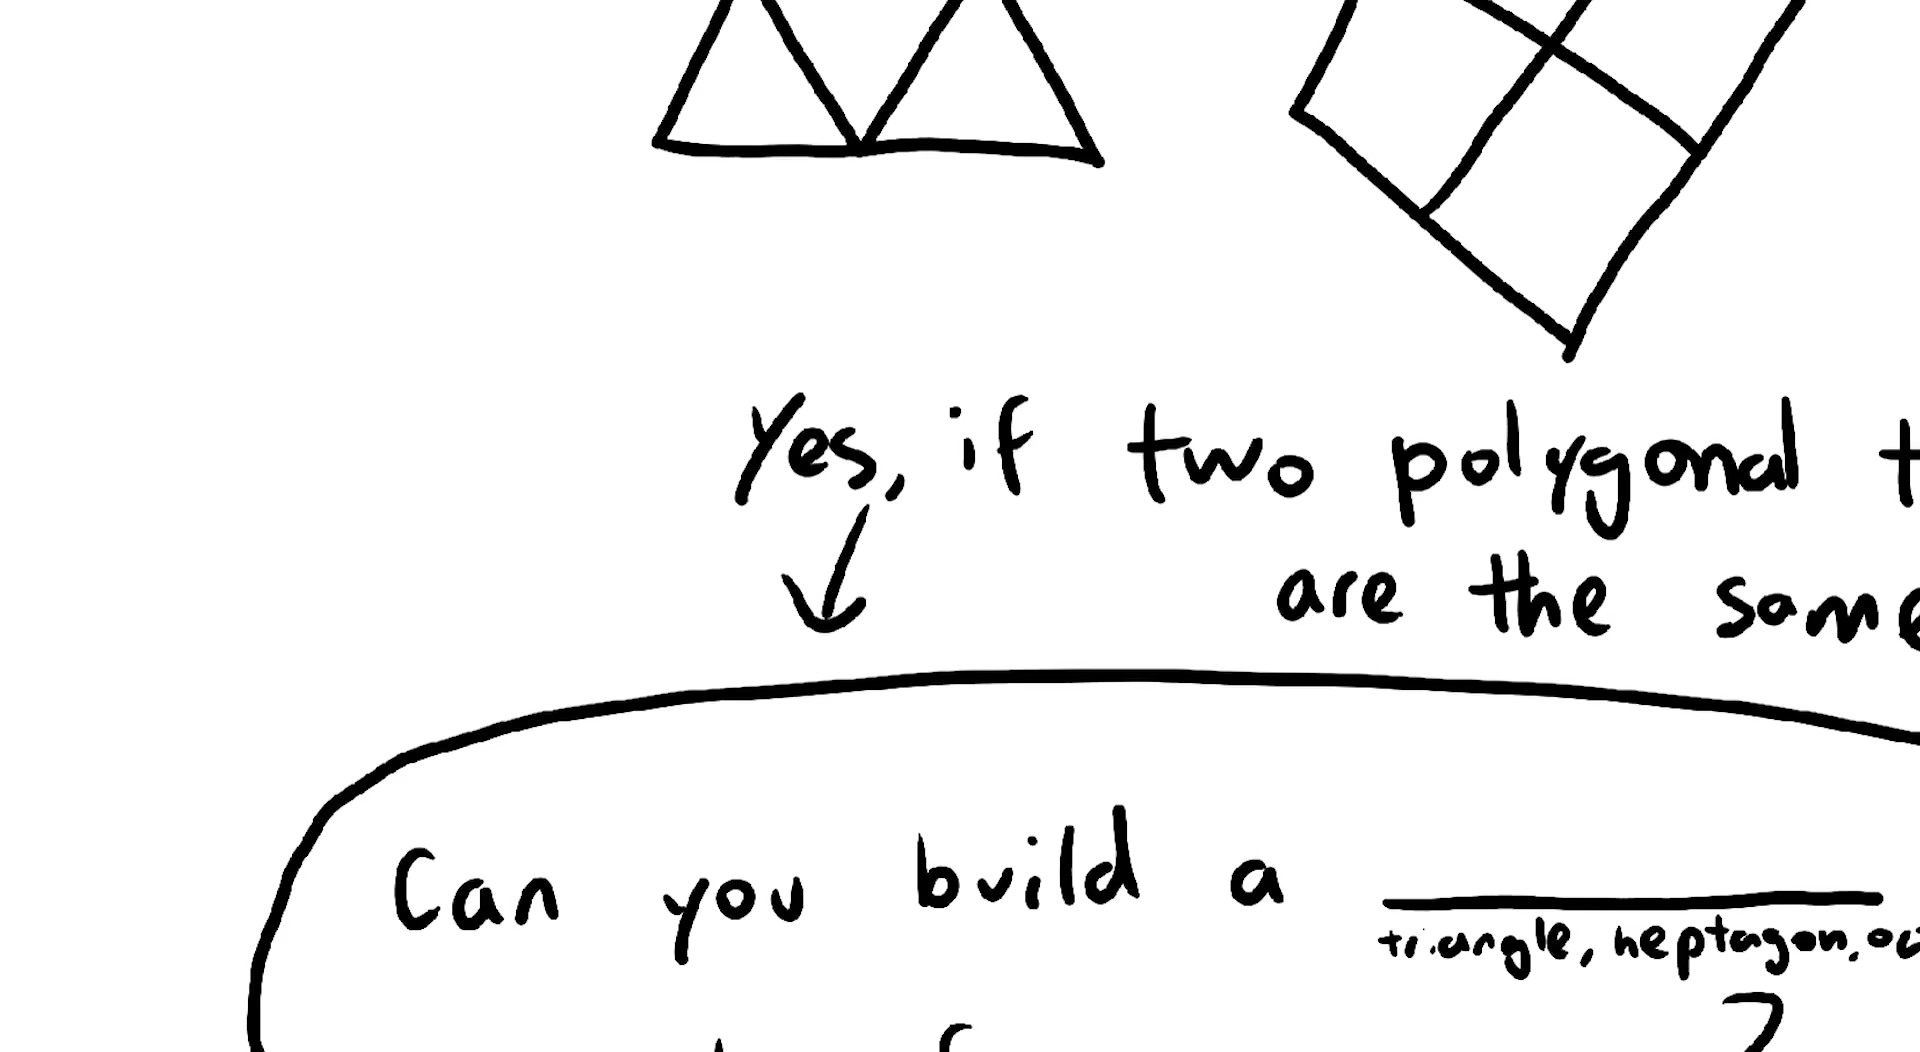 Yes, if two polygonal
are the same
Can you build a
triangle, heptagon,
?